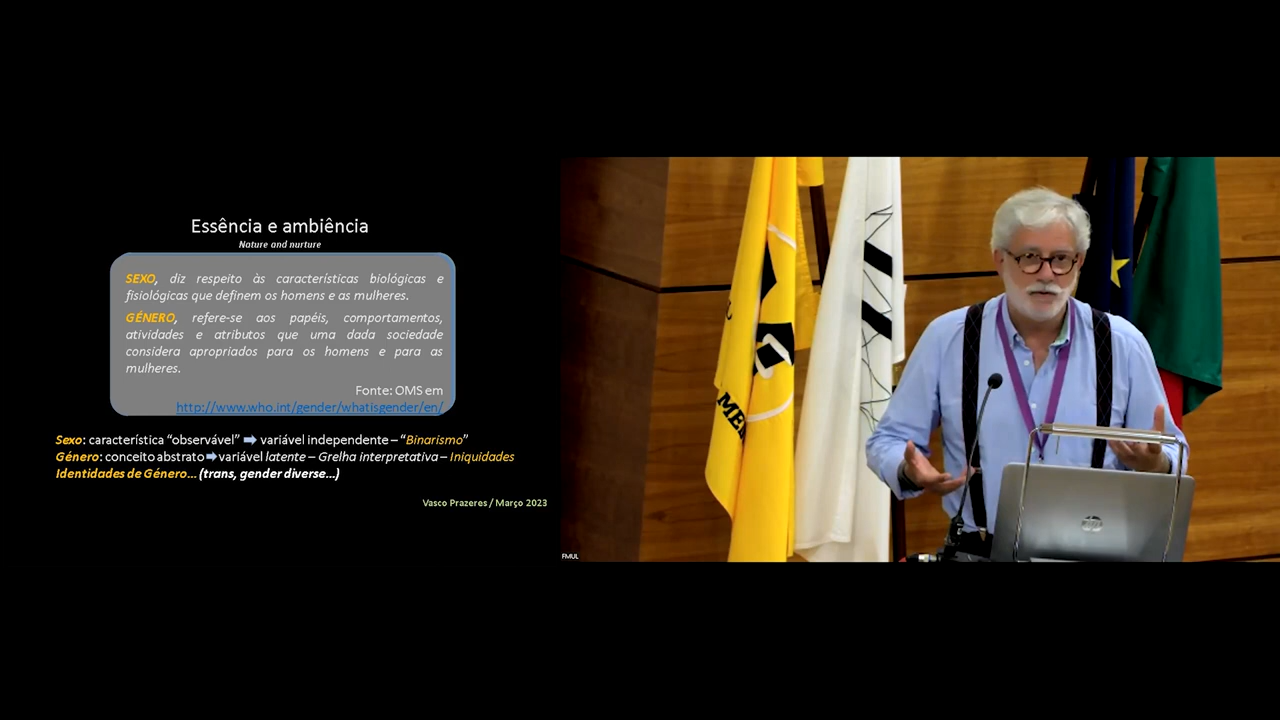 Essência e ambiência
Nature and nurture
SEXO, diz respeito às características biológicas e
fisiológicas que definem os homens e as mulheres.
GÉNERO, refere-se aos papéis, comportamentos,
atividades e atributos que uma dada sociedade
considera apropriados para os homens e para as
mulheres.
Fonte: OMS em
http://www.who.int/gender/whatisgender/en/
Sexo: característica “observável” ➡ variável independente – “Binarismo”
Género: conceito abstrato ➡ variável latente – Grelha interpretativa – Iniquidades
Identidades de Género... (trans, gender diverse...)
Vasco Prazeres / Março 2023
hp
FMUL